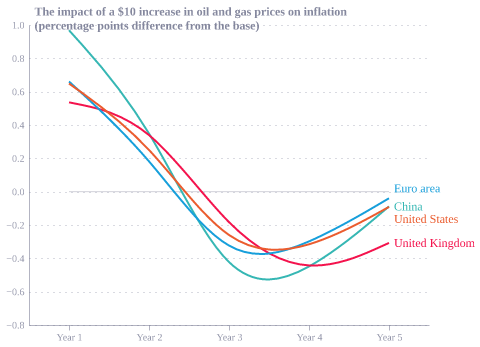 The impact of a $10 increase in oil and gas prices on inflation
(percentage points difference from the base)
1.0
0.8
0.6
0.4
0.2
0.0
−0.2
−0.4
−0.6
−0.8
Euro area
China
United States
United Kingdom
Year 1
Year 2
Year 3
Year 4
Year 5